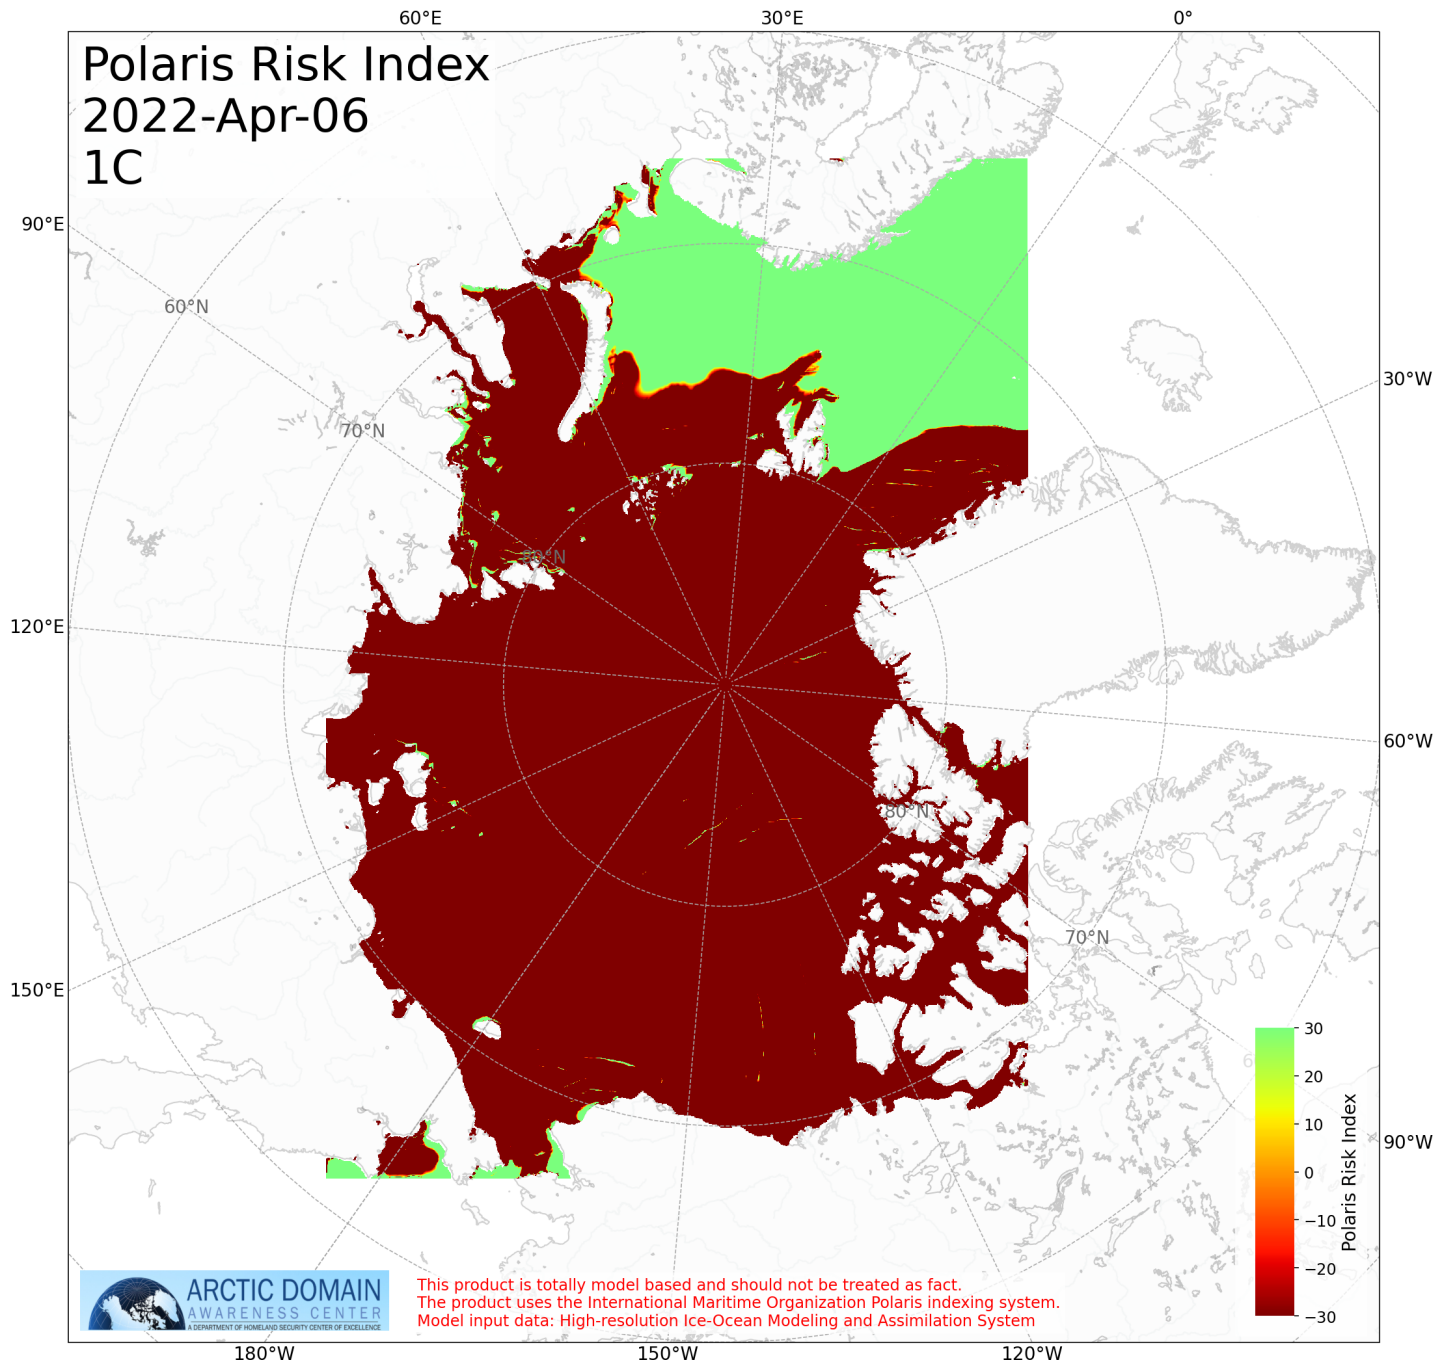 60°E
30°E
0°
Polaris Risk Index
2022-Apr-06
1C
90°E
60°N
30°W
70°N
80°N
120°E
60°W
80°N
70°N
150°E
30
20
10
0
−10
−20
−30
Polaris Risk Index
90°W
ARCTIC DOMAIN
AWARENESS CENTER
A DEPARTMENT OF HOMELAND SECURITY CENTER OF EXCELLENCE
This product is totally model based and should not be treated as fact.
The product uses the International Maritime Organization Polaris indexing system.
Model input data: High-resolution Ice-Ocean Modeling and Assimilation System
180°W
150°W
120°W